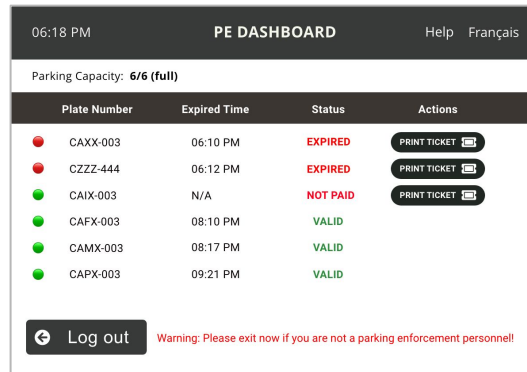 06:18 PM PE DASHBOARD Help Français
Parking Capacity: 6/6 (full)
Plate Number Expired Time Status Actions
CAXX-003 06:10 PM EXPIRED PRINT TICKET
CZZZ-444 06:12 PM EXPIRED PRINT TICKET
CAIX-003 N/A NOT PAID PRINT TICKET
CAFX-003 08:10 PM VALID
CAMX-003 08:17 PM VALID
CAPX-003 09:21 PM VALID
Log out Warning: Please exit now if you are not a parking enforcement personnel!